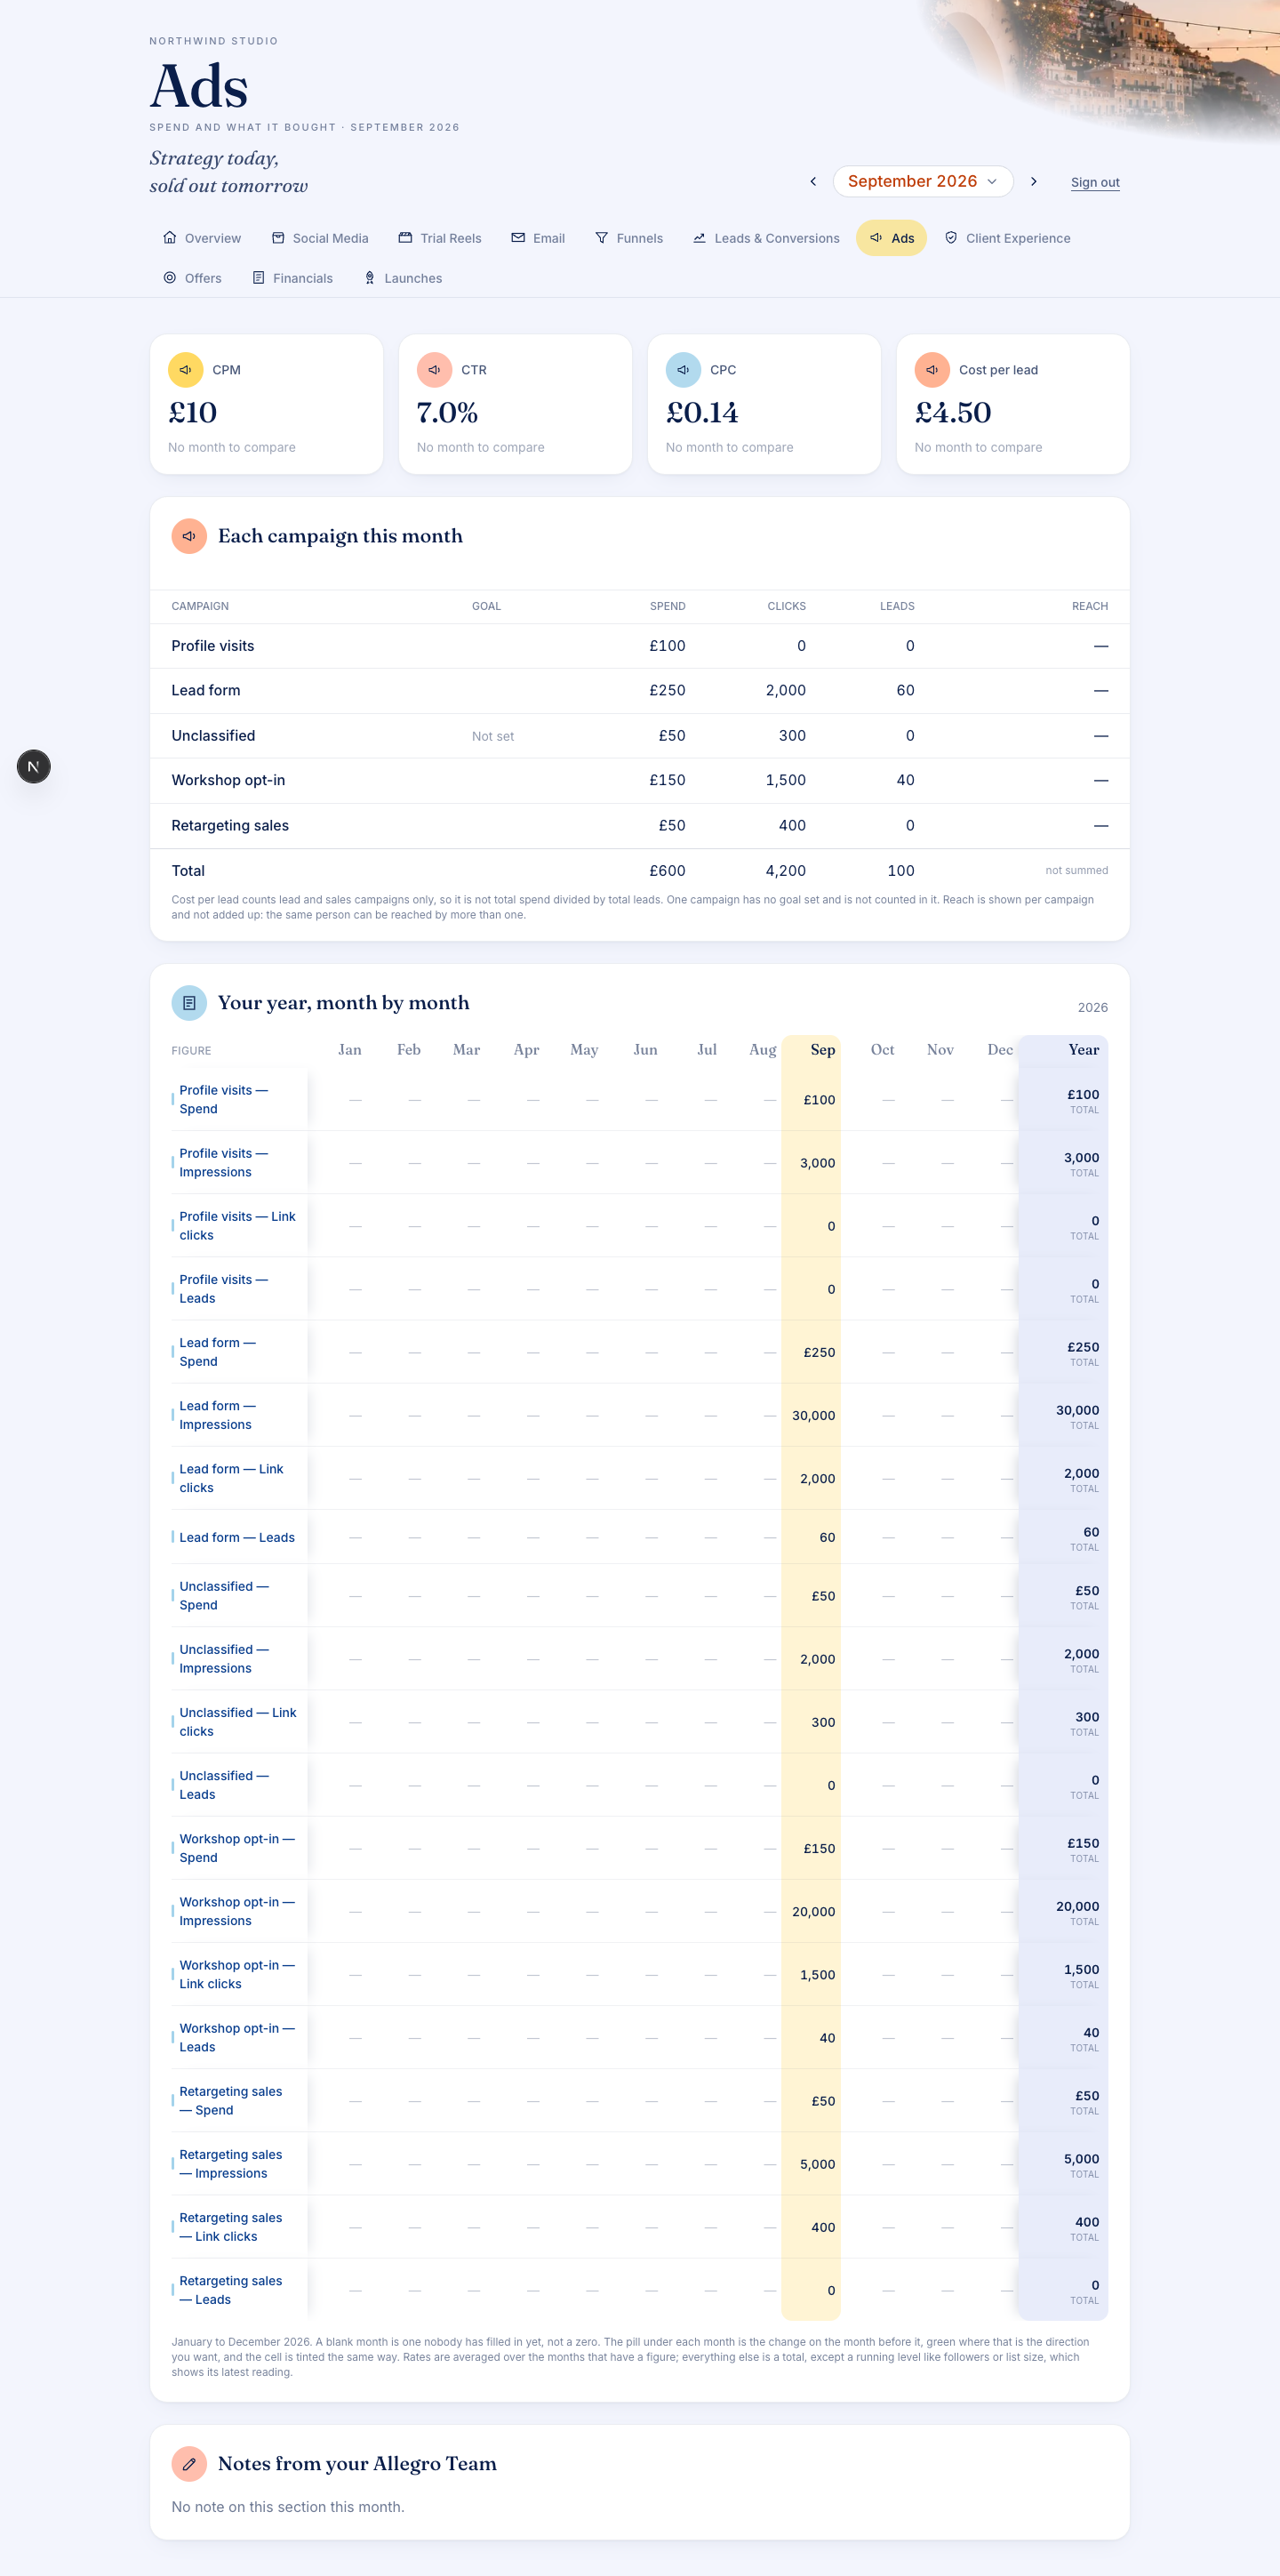 NORTHWIND STUDIO
Ads
SPEND AND WHAT IT BOUGHT · SEPTEMBER 2026
Strategy today,
sold out tomorrow
September 2026
Sign out
Overview Social Media Trial Reels Email Funnels Leads & Conversions Ads Client Experience
Offers Financials Launches
CPM CTR CPC Cost per lead
£10 7.0% £0.14 £4.50
No month to compare No month to compare No month to compare No month to compare
Each campaign this month
CAMPAIGN GOAL SPEND CLICKS LEADS REACH
Profile visits £100 0 0 —
Lead form £250 2,000 60 —
Unclassified Not set £50 300 0 —
Workshop opt-in £150 1,500 40 —
Retargeting sales £50 400 0 —
Total £600 4,200 100 not summed
Cost per lead counts lead and sales campaigns only, so it is not total spend divided by total leads. One campaign has no goal set and is not counted in it. Reach is shown per campaign
and not added up: the same person can be reached by more than one.
Your year, month by month
2026
FIGURE Jan Feb Mar Apr May Jun Jul Aug Sep Oct Nov Dec Year
Profile visits —
Spend
— — — — — — — — £100 — — — £100
TOTAL
Profile visits —
Impressions
— — — — — — — — 3,000 — — — 3,000
TOTAL
Profile visits — Link
clicks
— — — — — — — — 0 — — — 0
TOTAL
Profile visits —
Leads
— — — — — — — — 0 — — — 0
TOTAL
Lead form —
Spend
— — — — — — — — £250 — — — £250
TOTAL
Lead form —
Impressions
— — — — — — — — 30,000 — — — 30,000
TOTAL
Lead form — Link
clicks
— — — — — — — — 2,000 — — — 2,000
TOTAL
Lead form — Leads
— — — — — — — — 60 — — — 60
TOTAL
Unclassified —
Spend
— — — — — — — — £50 — — — £50
TOTAL
Unclassified —
Impressions
— — — — — — — — 2,000 — — — 2,000
TOTAL
Unclassified — Link
clicks
— — — — — — — — 300 — — — 300
TOTAL
Unclassified —
Leads
— — — — — — — — 0 — — — 0
TOTAL
Workshop opt-in —
Spend
— — — — — — — — £150 — — — £150
TOTAL
Workshop opt-in —
Impressions
— — — — — — — — 20,000 — — — 20,000
TOTAL
Workshop opt-in —
Link clicks
— — — — — — — — 1,500 — — — 1,500
TOTAL
Workshop opt-in —
Leads
— — — — — — — — 40 — — — 40
TOTAL
Retargeting sales
— Spend
— — — — — — — — £50 — — — £50
TOTAL
Retargeting sales
— Impressions
— — — — — — — — 5,000 — — — 5,000
TOTAL
Retargeting sales
— Link clicks
— — — — — — — — 400 — — — 400
TOTAL
Retargeting sales
— Leads
— — — — — — — — 0 — — — 0
TOTAL
January to December 2026. A blank month is one nobody has filled in yet, not a zero. The pill under each month is the change on the month before it, green where that is the direction
you want, and the cell is tinted the same way. Rates are averaged over the months that have a figure; everything else is a total, except a running level like followers or list size, which
shows its latest reading.
Notes from your Allegro Team
No note on this section this month.
N